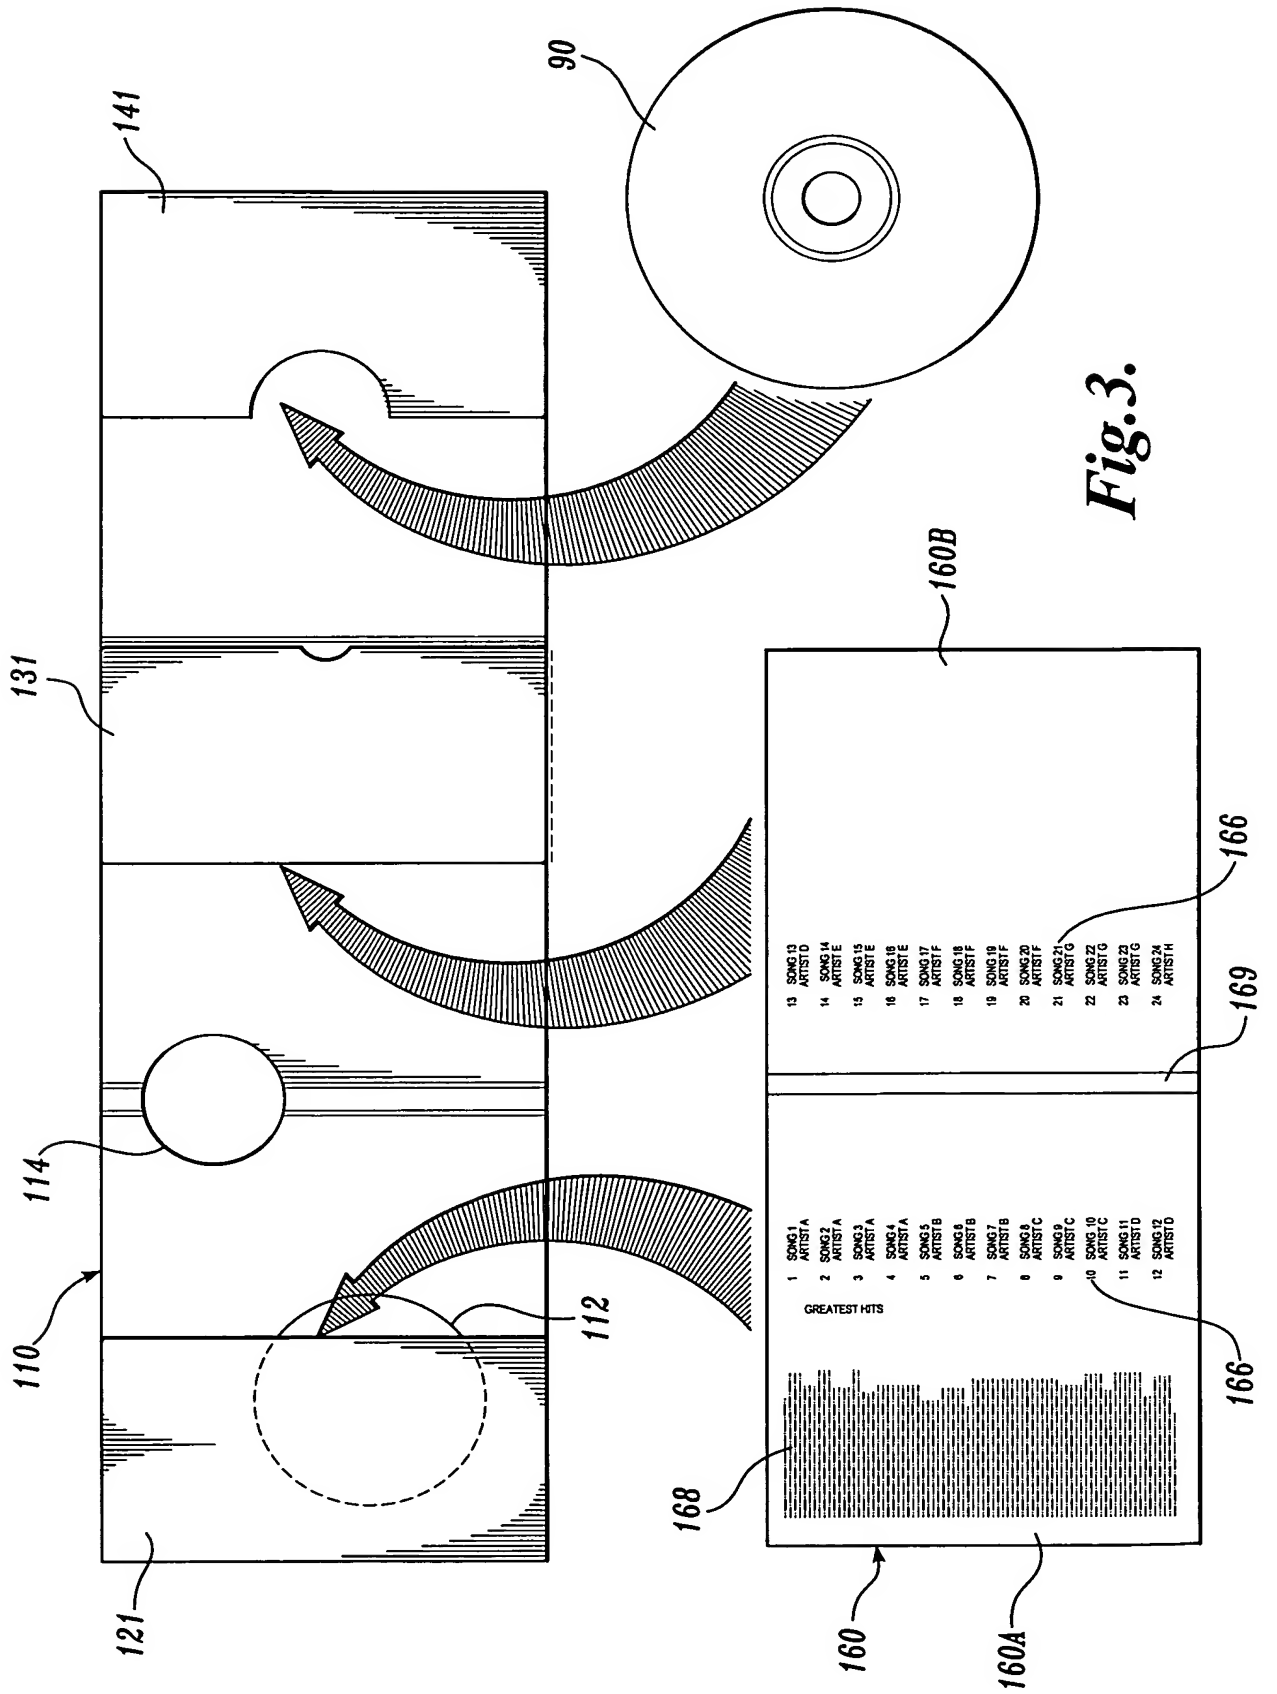 110
114
131
141
121
112
90
160
160A
168
GREATEST HITS
1 SONG 1
ARTIST A
2 SONG 2
ARTIST A
3 SONG 3
ARTIST A
4 SONG 4
ARTIST A
5 SONG 5
ARTIST B
6 SONG 6
ARTIST B
7 SONG 7
ARTIST B
8 SONG 8
ARTIST C
9 SONG 9
ARTIST C
10 SONG 10
ARTIST C
11 SONG 11
ARTIST D
12 SONG 12
ARTIST D
166
13 SONG 13
ARTIST D
14 SONG 14
ARTIST E
15 SONG 15
ARTIST E
16 SONG 16
ARTIST E
17 SONG 17
ARTIST F
18 SONG 18
ARTIST F
19 SONG 19
ARTIST F
20 SONG 20
ARTIST F
21 SONG 21
ARTIST G
22 SONG 22
ARTIST G
23 SONG 23
ARTIST G
24 SONG 24
ARTIST H
160B
166
169
Fig.3.